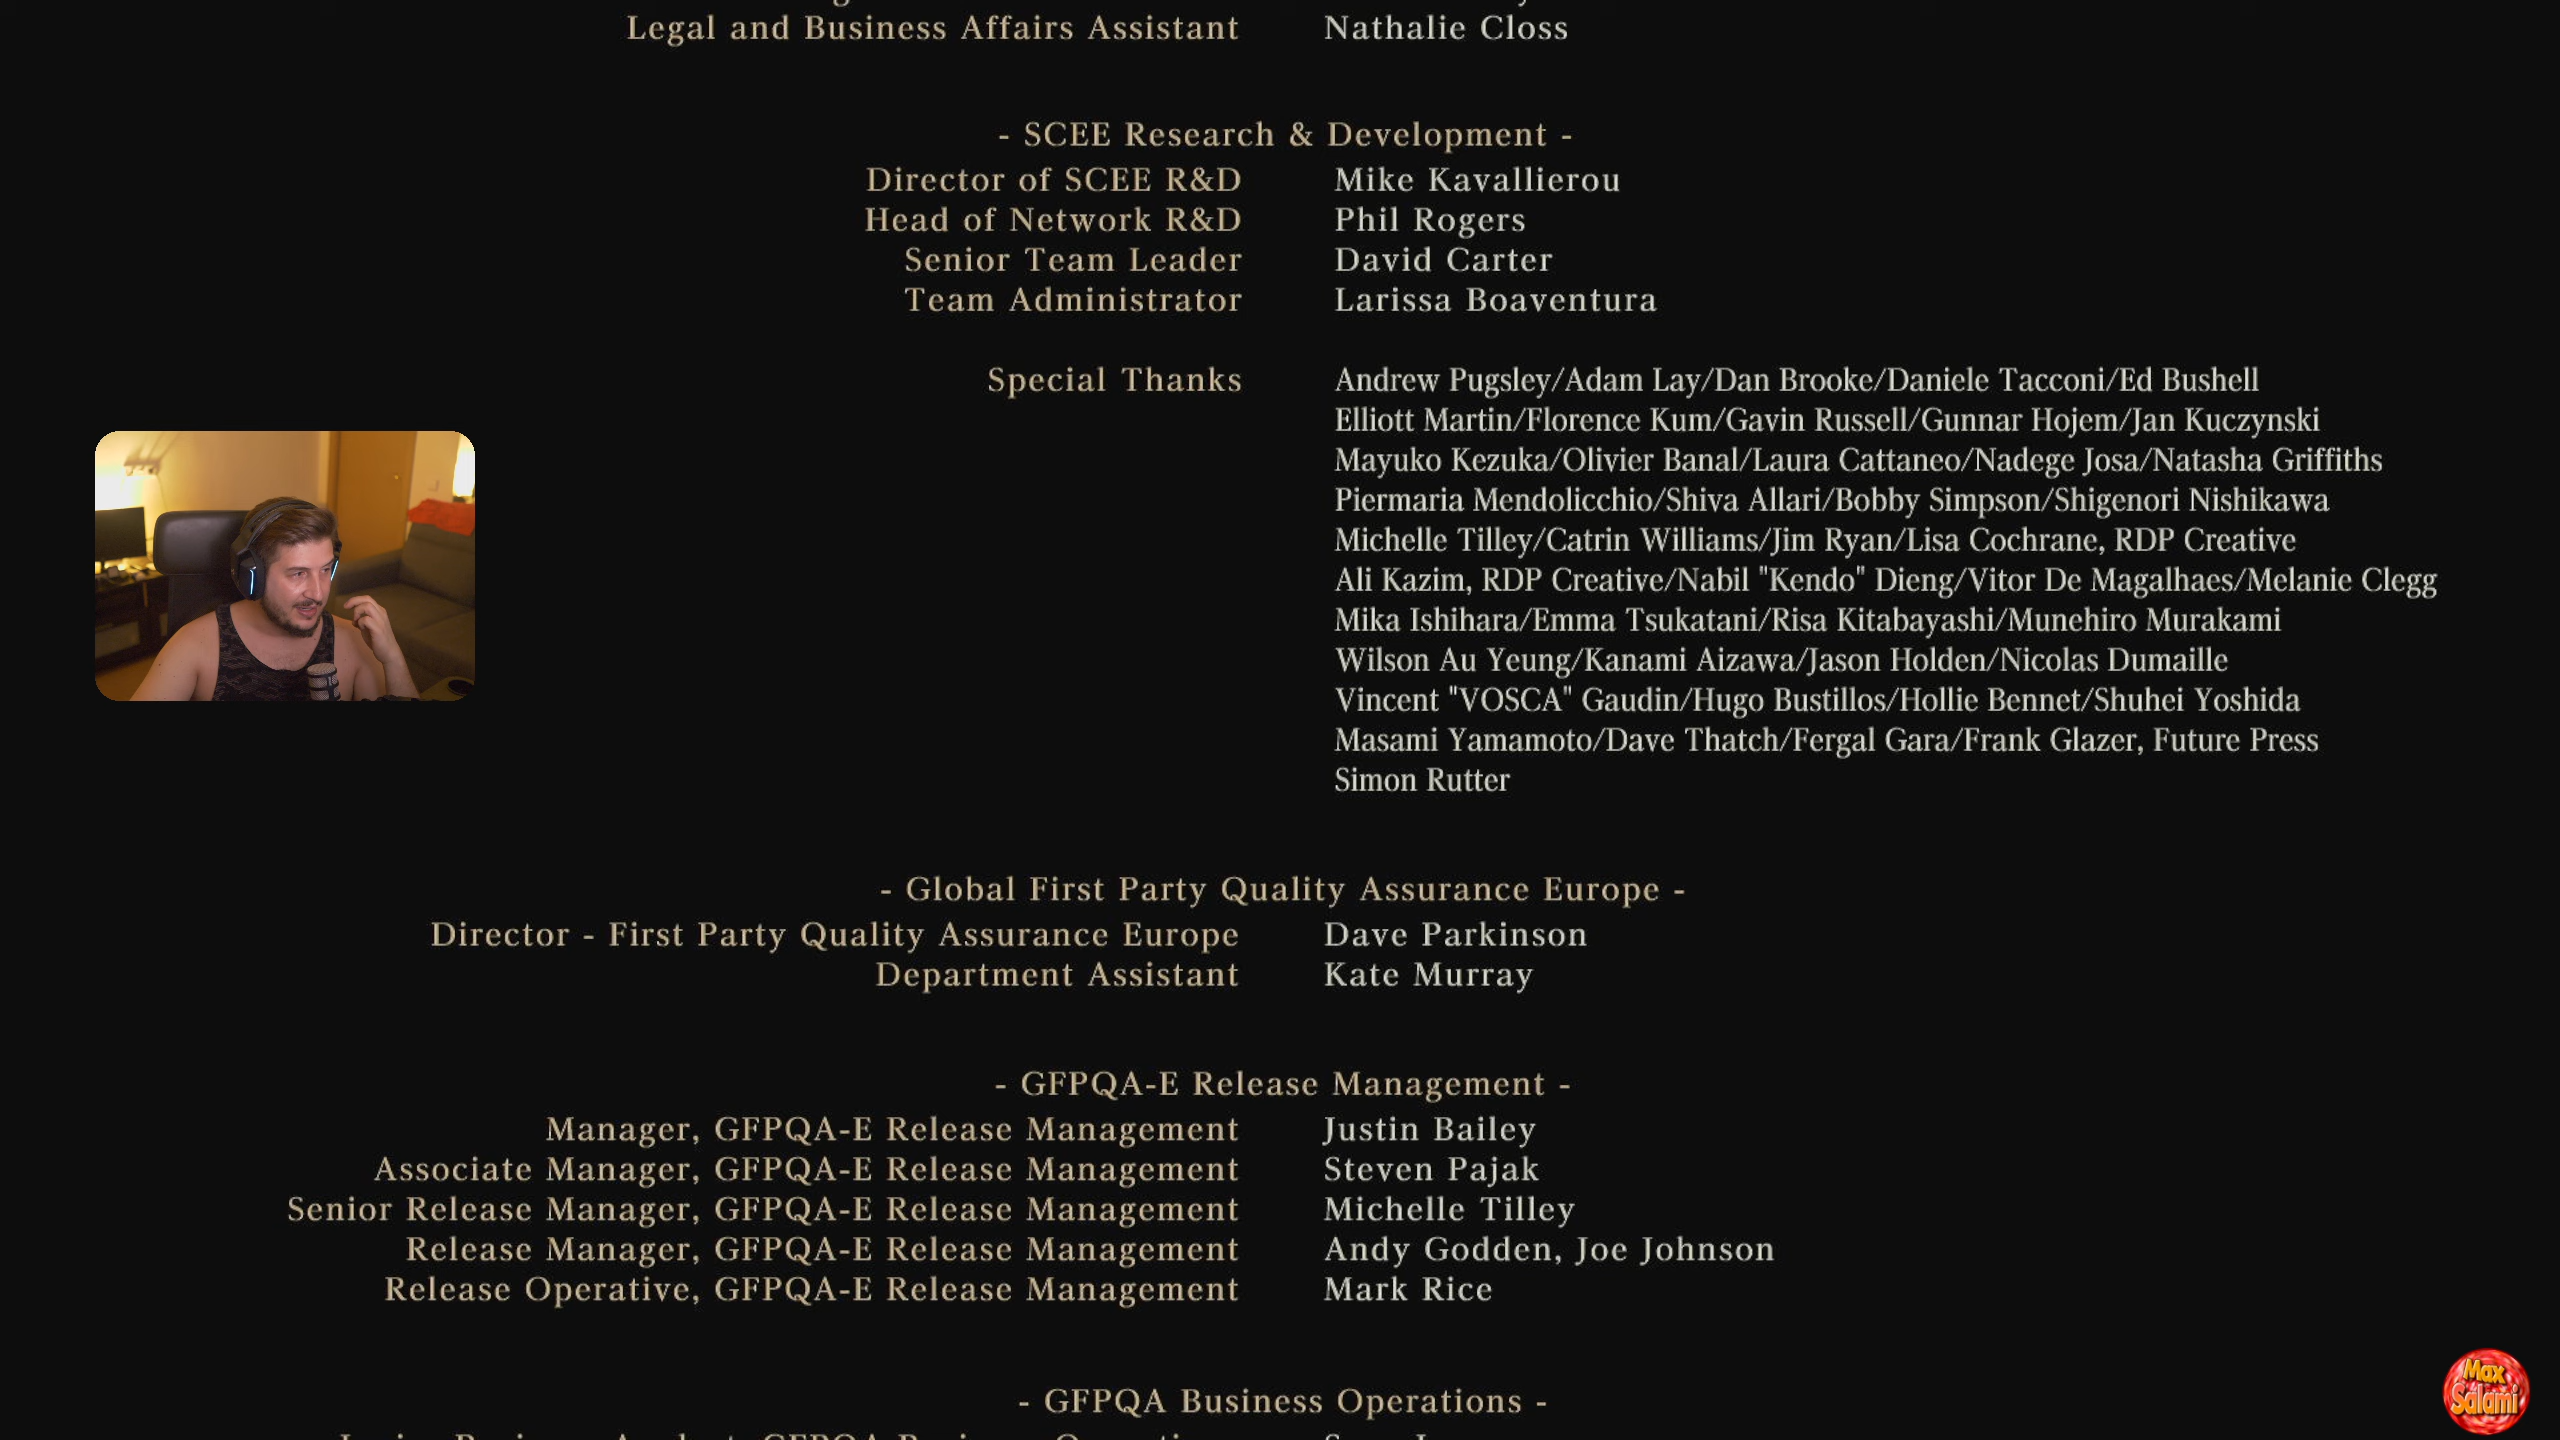 Legal and Business Affairs Assistant Nathalie Closs
- SCEE Research & Development -
Director of SCEE R&D Mike Kavallierou
Head of Network R&D Phil Rogers
Senior Team Leader David Carter
Team Administrator Larissa Boaventura
Special Thanks Andrew Pugsley/Adam Lay/Dan Brooke/Daniele Tacconi/Ed Bushell
Elliott Martin/Florence Kum/Gavin Russell/Gunnar Hojem/Jan Kuczynski
Mayuko Kezuka/Olivier Banal/Laura Cattaneo/Nadege Josa/Natasha Griffiths
Piermaria Mendolicchio/Shiva Allari/Bobby Simpson/Shigenori Nishikawa
Michelle Tilley/Catrin Williams/Jim Ryan/Lisa Cochrane, RDP Creative
Ali Kazim, RDP Creative/Nabil "Kendo" Dieng/Vitor De Magalhaes/Melanie Clegg
Mika Ishihara/Emma Tsukatani/Risa Kitabayashi/Munehiro Murakami
Wilson Au Yeung/Kanami Aizawa/Jason Holden/Nicolas Dumaille
Vincent "VOSCA" Gaudin/Hugo Bustillos/Hollie Bennet/Shuhei Yoshida
Masami Yamamoto/Dave Thatch/Fergal Gara/Frank Glazer, Future Press
Simon Rutter
- Global First Party Quality Assurance Europe -
Director - First Party Quality Assurance Europe Dave Parkinson
Department Assistant Kate Murray
- GFPQA-E Release Management -
Manager, GFPQA-E Release Management Justin Bailey
Associate Manager, GFPQA-E Release Management Steven Pajak
Senior Release Manager, GFPQA-E Release Management Michelle Tilley
Release Manager, GFPQA-E Release Management Andy Godden, Joe Johnson
Release Operative, GFPQA-E Release Management Mark Rice
- GFPQA Business Operations -
Max
Salami